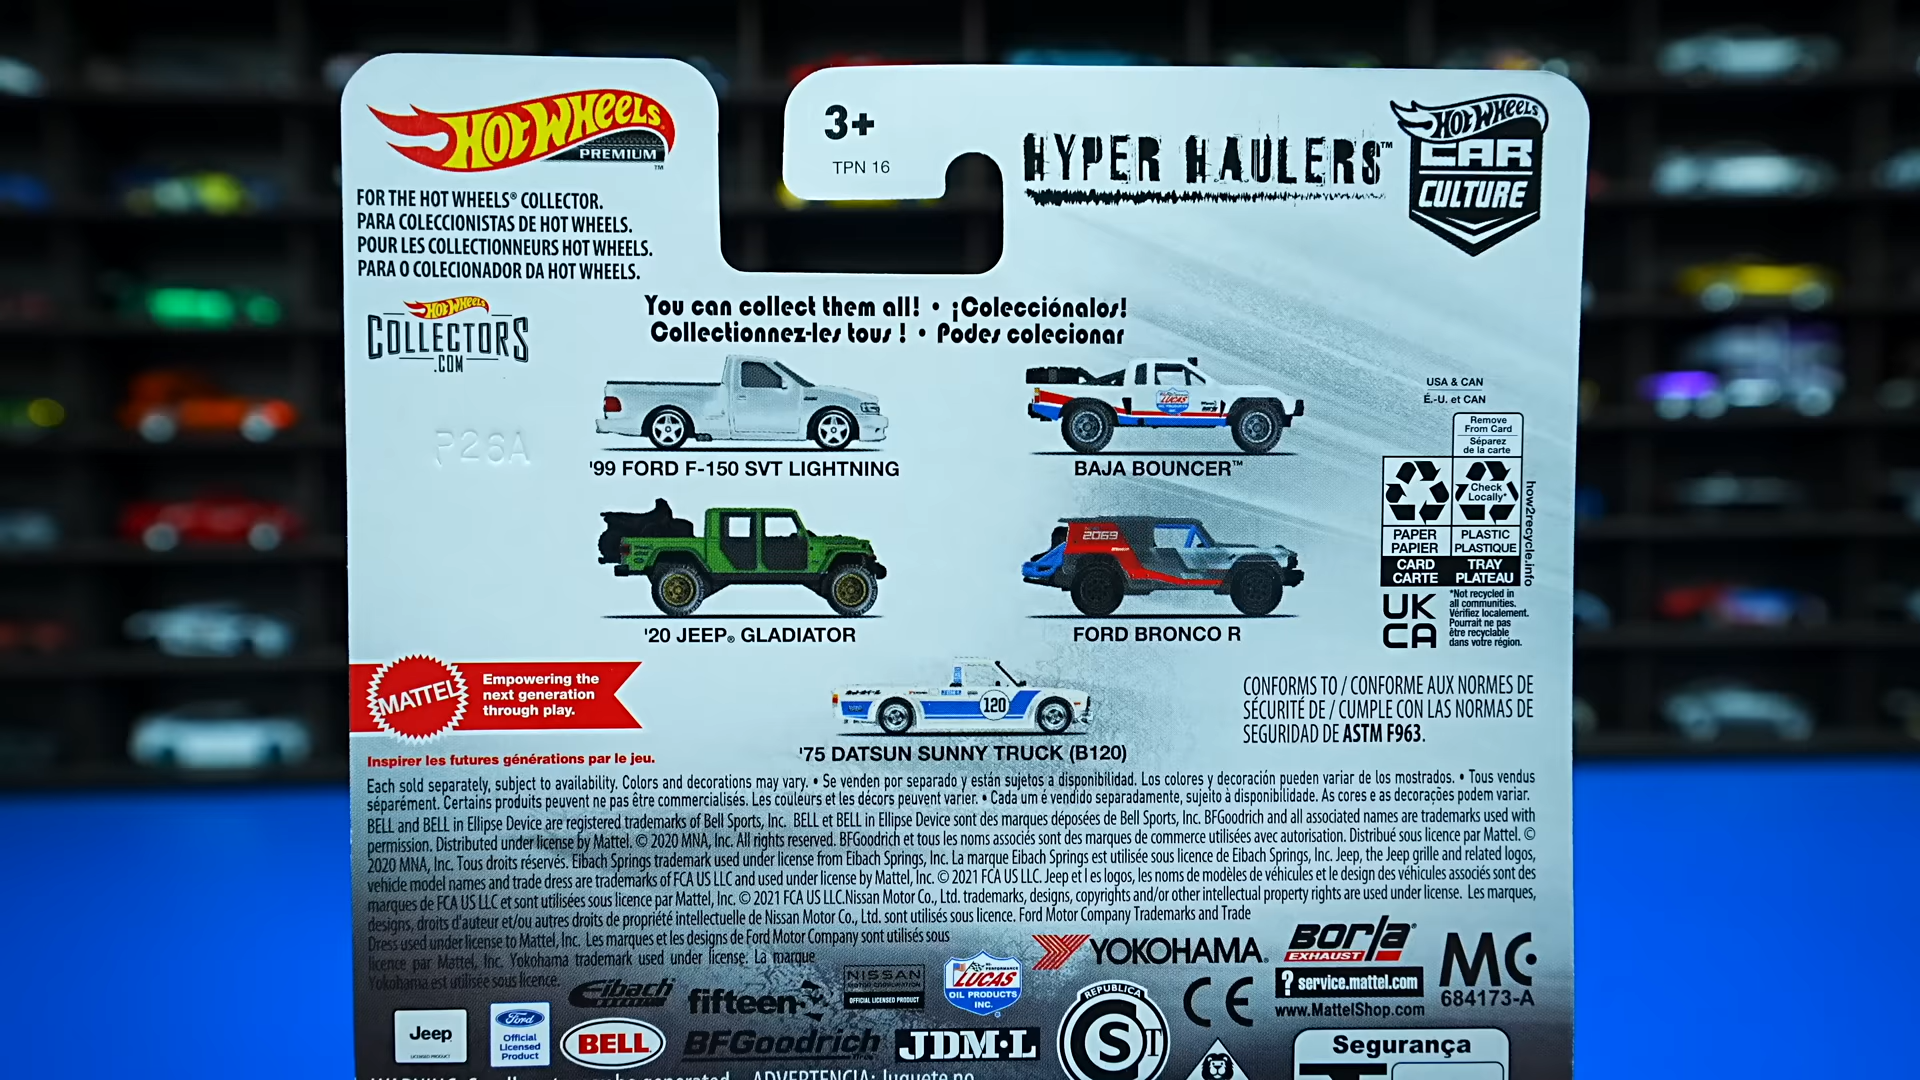 HOT WHEELS
PREMIUM
™
FOR THE HOT WHEELS® COLLECTOR.
PARA COLECCIONISTAS DE HOT WHEELS.
POUR LES COLLECTIONNEURS HOT WHEELS.
PARA O COLECIONADOR DA HOT WHEELS.
3+
TPN 16
HYPER HAULERS™
HOT WHEELS
CAR
CULTURE
HOT WHEELS
COLLECTORS
.COM
You can collect them all! • ¡Colecciónalos!
Collectionnez-les tous ! • Podes colecionar
P26A
LUCAS
'99 FORD F-150 SVT LIGHTNING
BAJA BOUNCER™
2069
'20 JEEP® GLADIATOR
FORD BRONCO R
120
'75 DATSUN SUNNY TRUCK (B120)
USA & CAN
É.-U. et CAN
Remove
From Card
Séparez
de la carte
Check
Locally*
PAPER
PAPIER
PLASTIC
PLASTIQUE
CARD
CARTE
TRAY
PLATEAU
how2recycle.info
UK
CA
*Not recycled in
all communities.
Vérifiez localement.
Pourrait ne pas
être recyclable
dans votre région.
MATTEL
Empowering the
next generation
through play.
Inspirer les futures générations par le jeu.
CONFORMS TO / CONFORME AUX NORMES DE
SÉCURITÉ DE / CUMPLE CON LAS NORMAS DE
SEGURIDAD DE ASTM F963.
Each sold separately, subject to availability. Colors and decorations may vary. • Se venden por separado y están sujetos a disponibilidad. Los colores y decoración pueden variar de los mostrados. • Tous vendus
séparément. Certains produits peuvent ne pas être commercialisés. Les couleurs et les décors peuvent varier. • Cada um é vendido separadamente, sujeito à disponibilidade. As cores e as decorações podem variar.
BELL and BELL in Ellipse Device are registered trademarks of Bell Sports, Inc. BELL et BELL in Ellipse Device sont des marques déposées de Bell Sports, Inc. BFGoodrich and all associated names are trademarks used with
permission. Distributed under license by Mattel. © 2020 MNA, Inc. All rights reserved. BFGoodrich et tous les noms associés sont des marques de commerce utilisées avec autorisation. Distribué sous licence par Mattel. ©
2020 MNA, Inc. Tous droits réservés. Eibach Springs trademark used under license from Eibach Springs, Inc. La marque Eibach Springs est utilisée sous licence de Eibach Springs, Inc. Jeep, the Jeep grille and related logos,
vehicle model names and trade dress are trademarks of FCA US LLC and used under license by Mattel, Inc. © 2021 FCA US LLC. Jeep et l es logos, les noms de modèles de véhicules et le design des véhicules associés sont des
marques de FCA US LLC et sont utilisées sous licence par Mattel, Inc. © 2021 FCA US LLC.Nissan Motor Co., Ltd. trademarks, designs, copyrights and/or other intellectual property rights are used under license. Les marques,
designs, droits d'auteur et/ou autres droits de propriété intellectuelle de Nissan Motor Co., Ltd. sont utilisés sous licence. Ford Motor Company Trademarks and Trade
Dress used under license to Mattel, Inc. Les marques et les designs de Ford Motor Company sont utilisés sous
licence par Mattel, Inc. Yokohama trademark used under license. La marque
Yokohama est utilisée sous licence.
YOKOHAMA®
Borla®
EXHAUST
? service.mattel.com
www.MattelShop.com
MC
684173-A
Eibach
fifteen52
NISSAN
MOTOR CORPORATION
OFFICIAL LICENSED PRODUCT
HI-PERFORMANCE
LUCAS
OIL PRODUCTS
INC.
REPUBLICA
CST
CE
Jeep
LICENSED PRODUCT
Ford
Official
Licensed
Product
BELL
BFGoodrich
JDM·L
Segurança